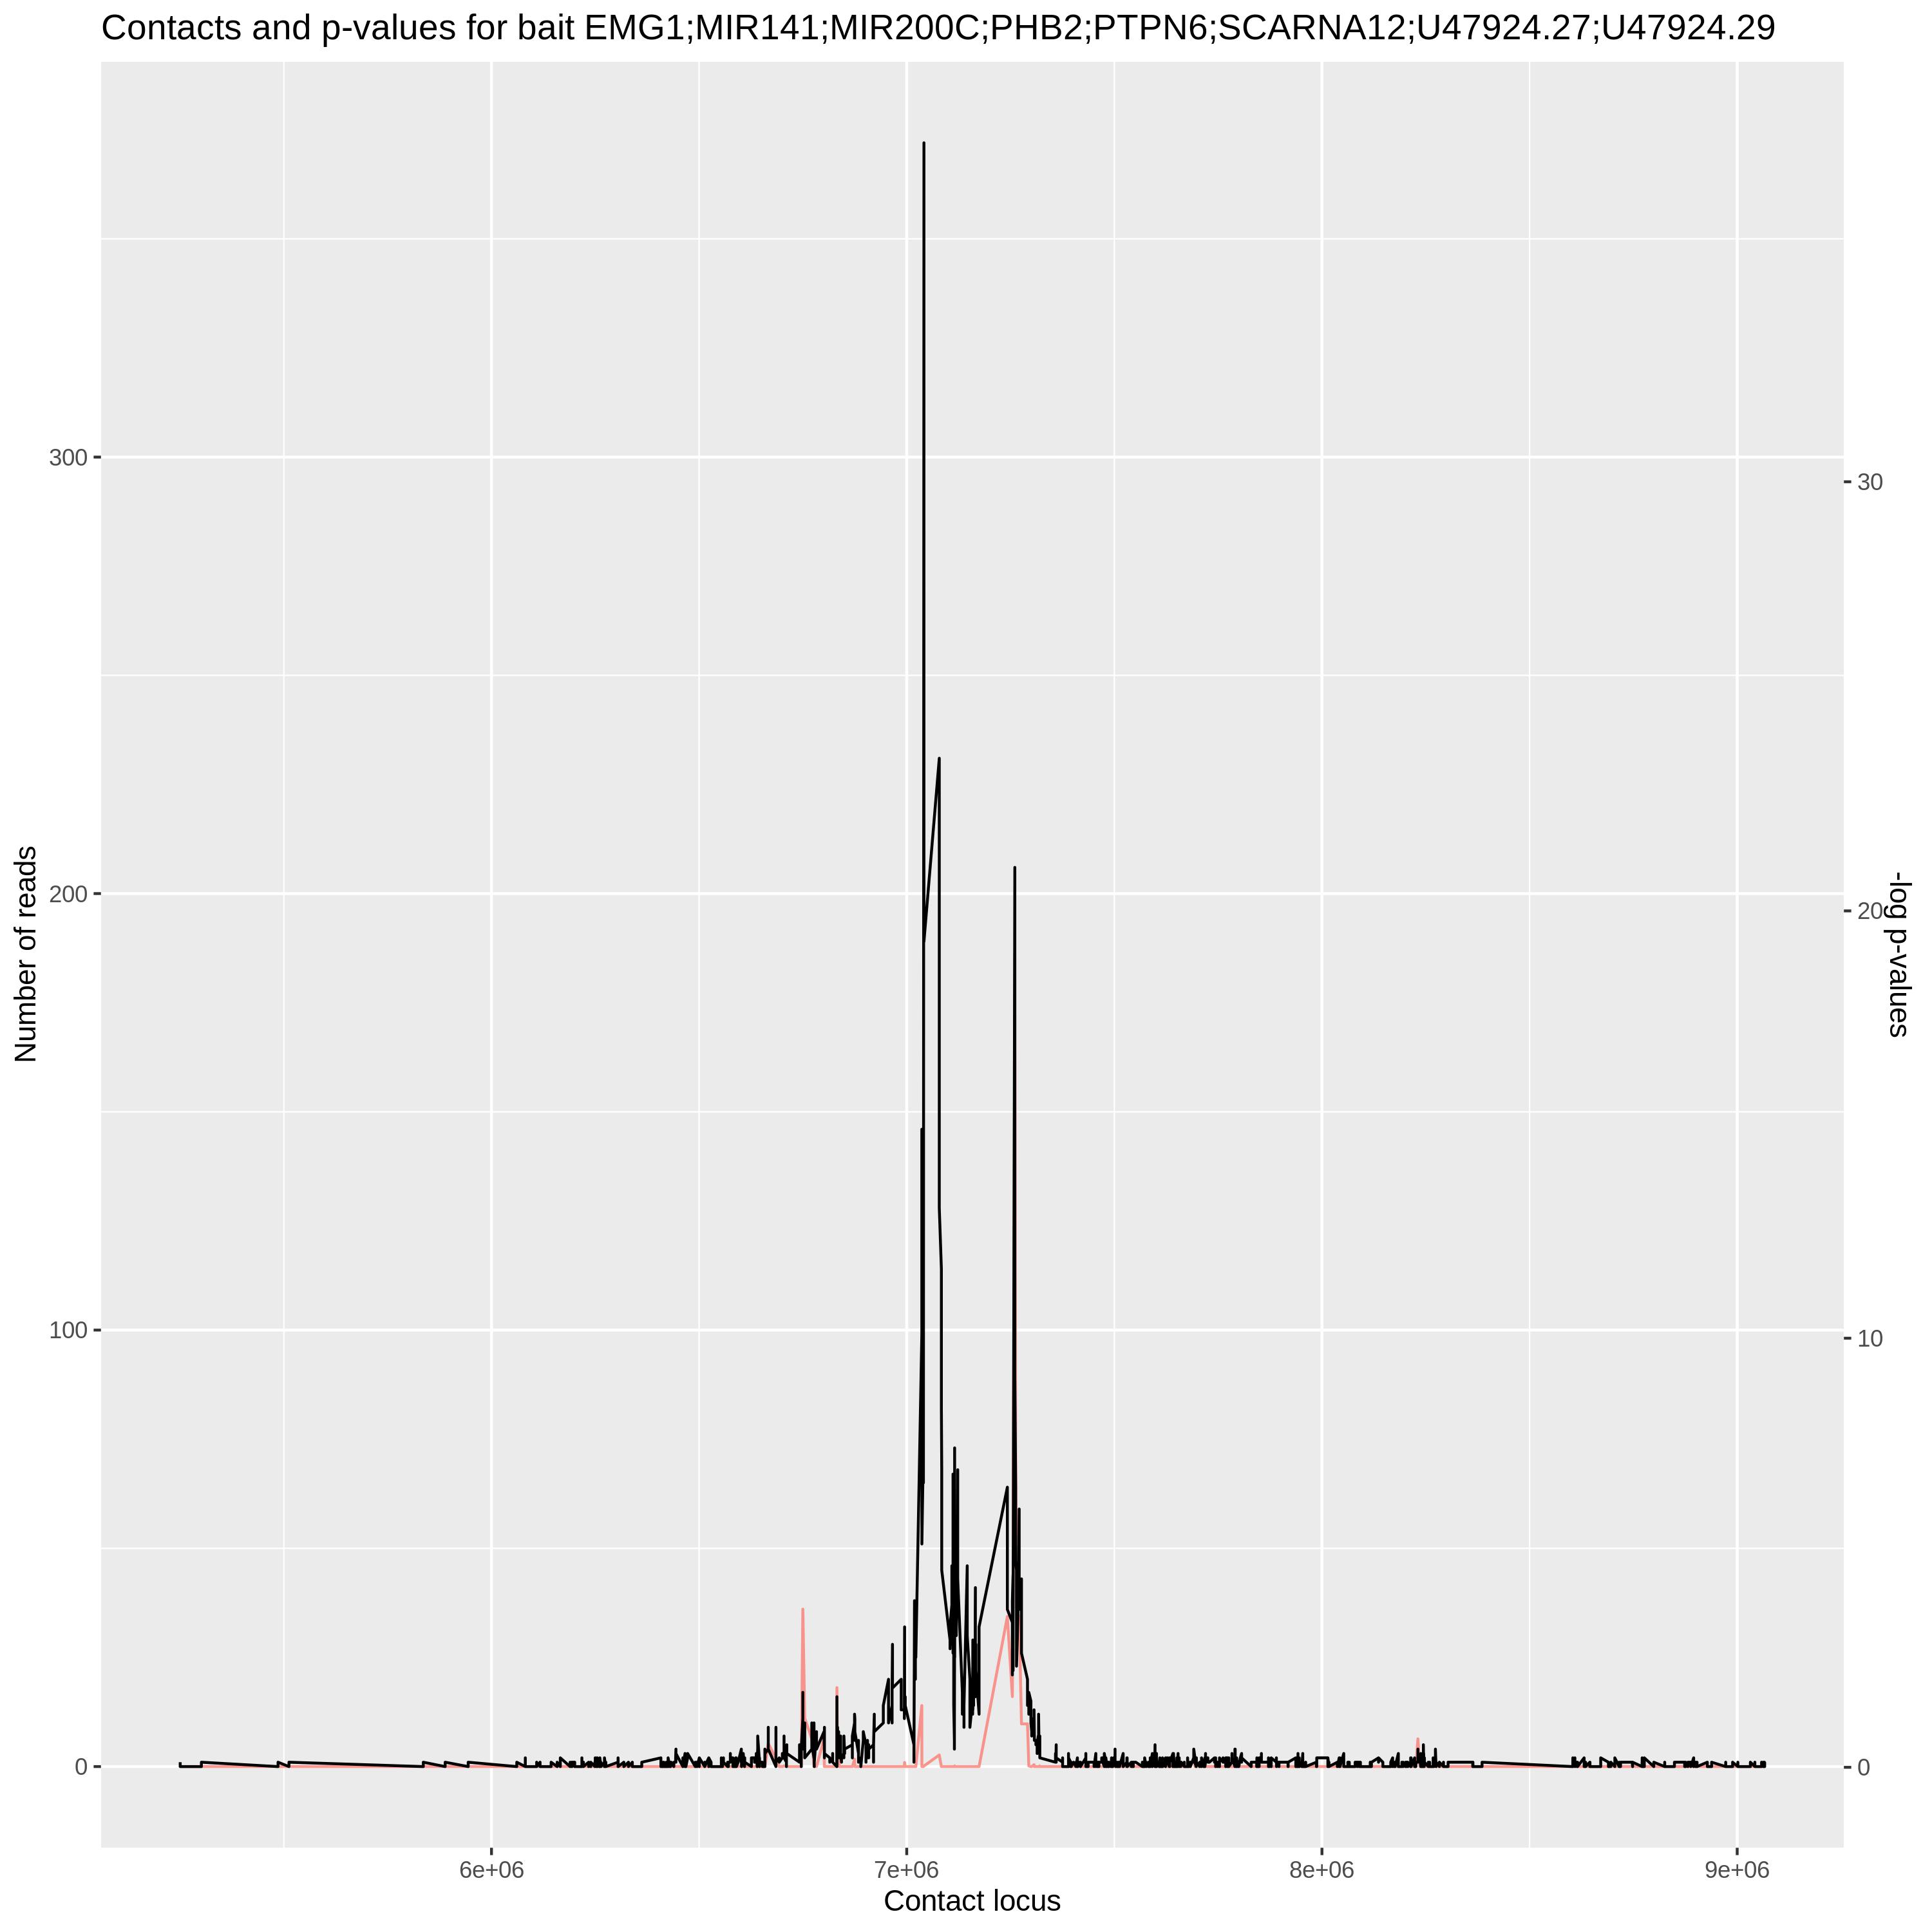 Contacts and p-values for bait EMG1;MIR141;MIR200C;PHB2;PTPN6;SCARNA12;U47924.27;U47924.29
Number of reads
300
200
100
0
30
20
10
0
-log p-values
6e+06
7e+06
8e+06
9e+06
Contact locus